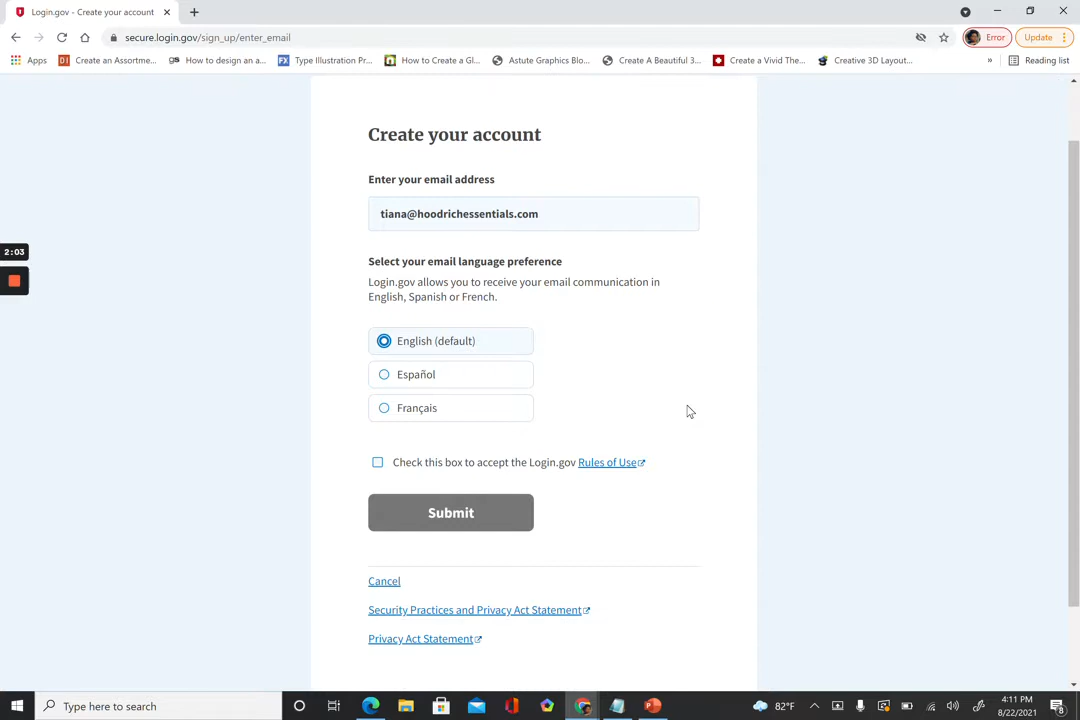 Login.gov - Create your account
secure.login.gov/sign_up/enter_email
Error
Update
Apps
DI Create an Assortme...
gs How to design an a...
FX Type Illustration Pr...
How to Create a Gl...
Astute Graphics Blo...
Create A Beautiful 3...
Create a Vivid The...
Creative 3D Layout...
»
Reading list
Create your account
Enter your email address
tiana@hoodrichessentials.com
2:03
Select your email language preference
Login.gov allows you to receive your email communication in
English, Spanish or French.
English (default)
Español
Français
Check this box to accept the Login.gov Rules of Use
Submit
Cancel
Security Practices and Privacy Act Statement
Privacy Act Statement
Type here to search
82°F
4:11 PM
8/22/2021
8